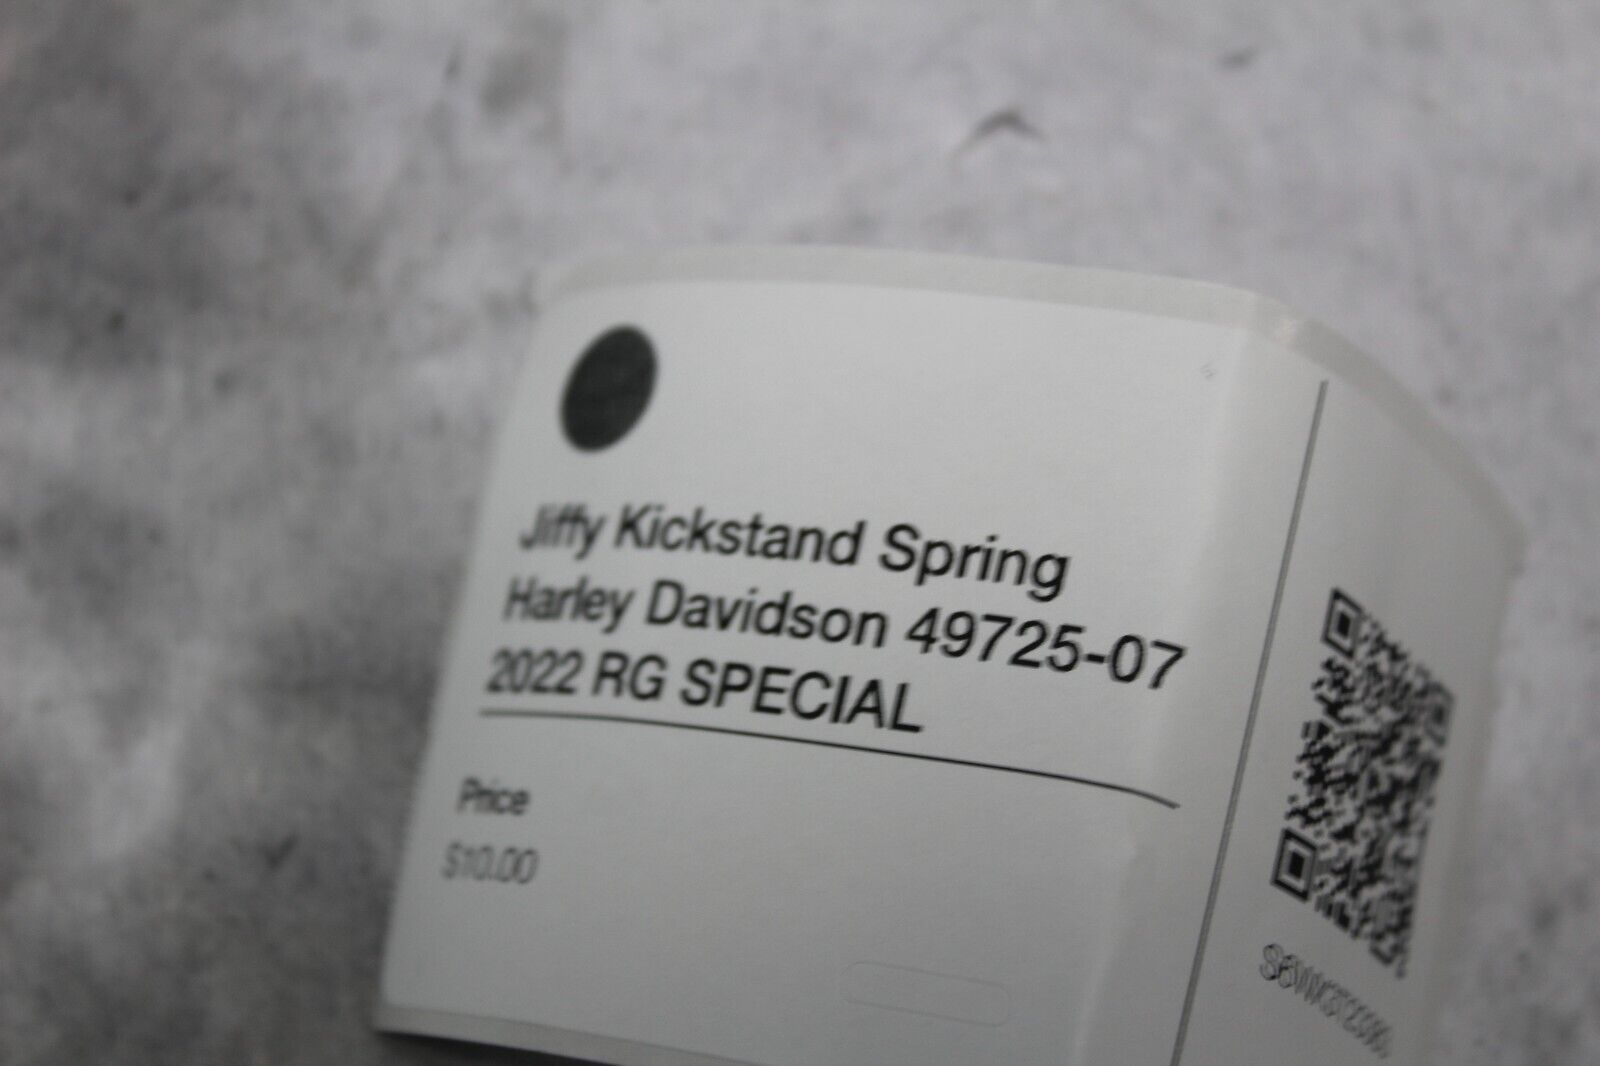 Jiffy Kickstand Spring
Harley Davidson 49725-07
2022 RG SPECIAL
Price
$10.00